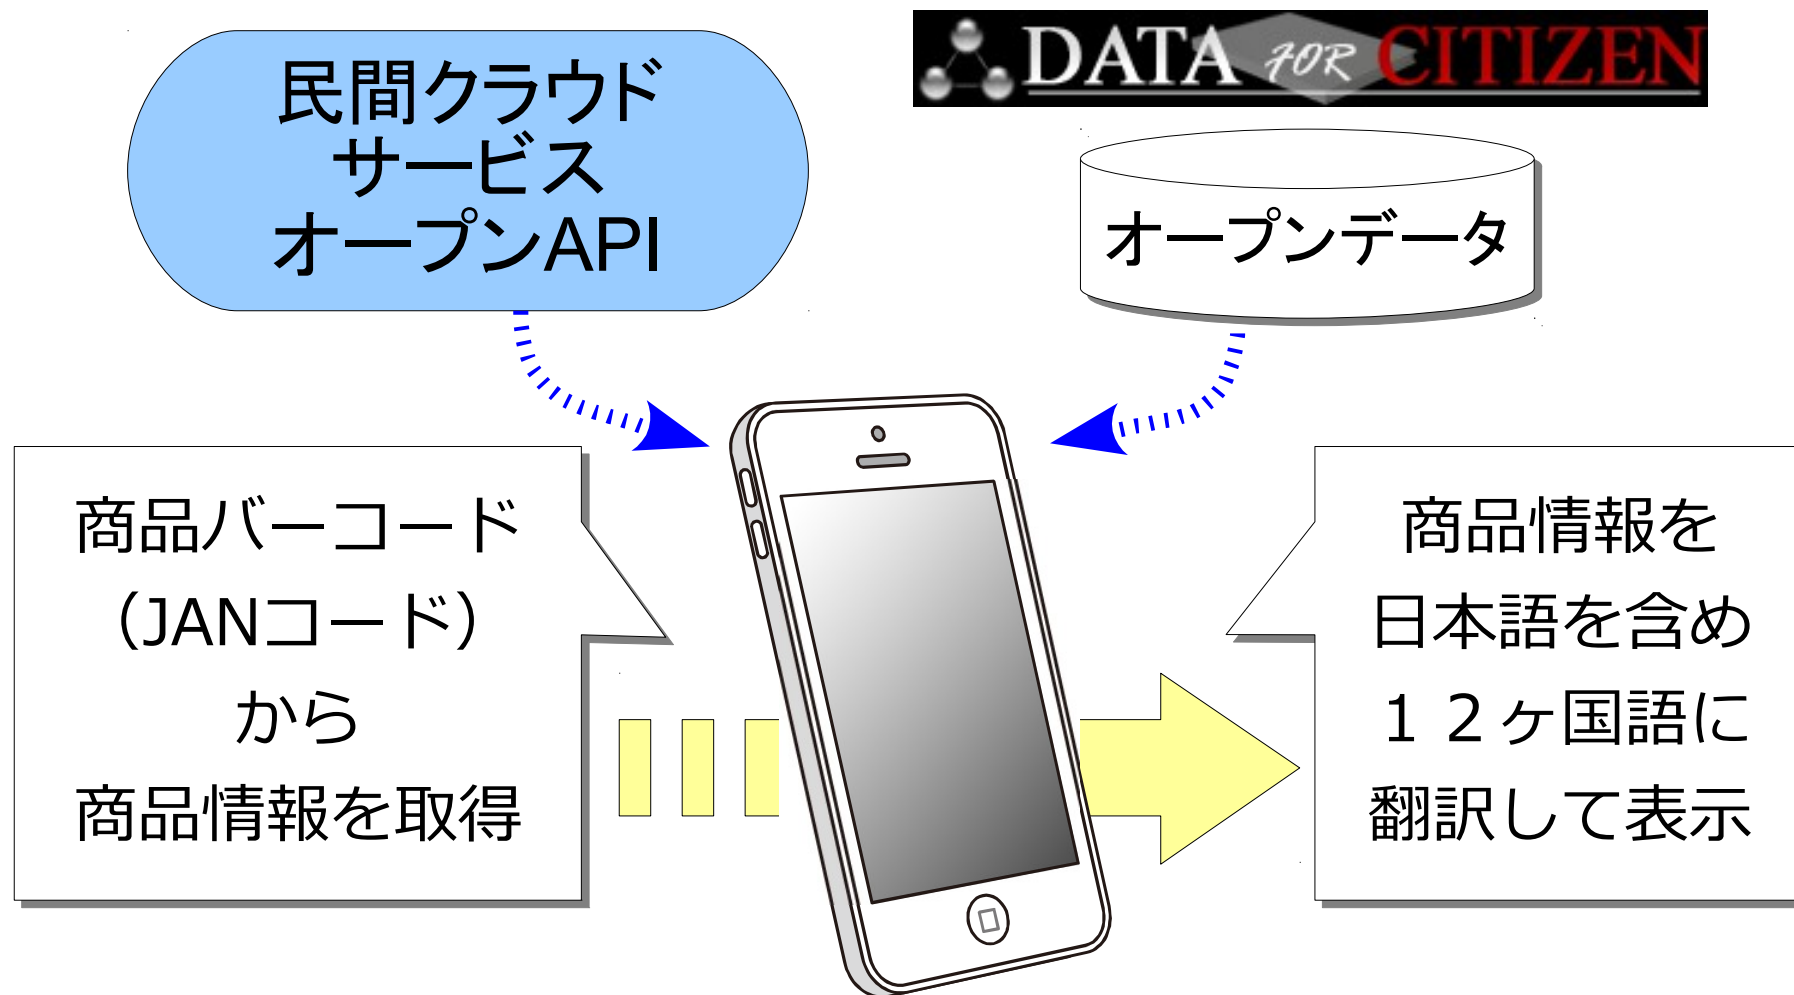 民間クラウド
サービス
オープンAPI
DATA FOR CITIZEN
オープンデータ
商品バーコード
（JANコード）
から
商品情報を取得
商品情報を
日本語を含め
１２ヶ国語に
翻訳して表示